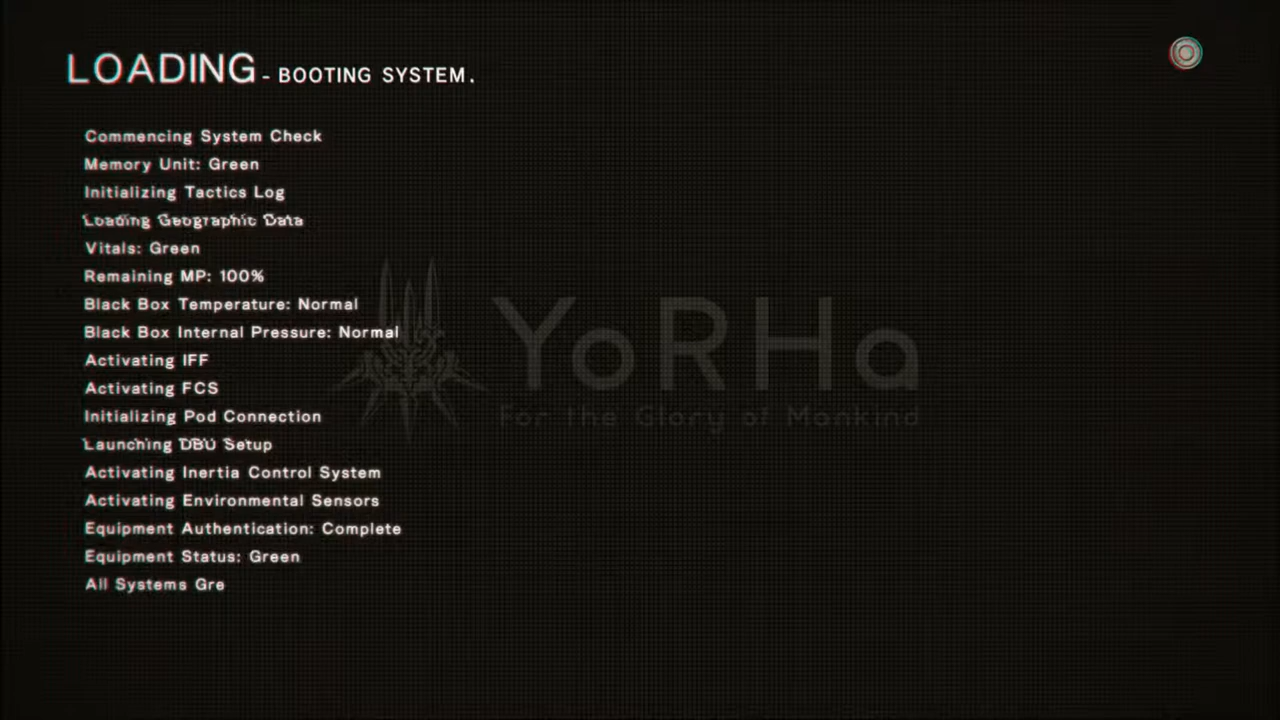 LOADING - BOOTING SYSTEM.
Commencing System Check
Memory Unit: Green
Initializing Tactics Log
Loading Geographic Data
Vitals: Green
Remaining MP: 100%
Black Box Temperature: Normal
Black Box Internal Pressure: Normal
Activating IFF
Activating FCS
Initializing Pod Connection
Launching DBU Setup
Activating Inertia Control System
Activating Environmental Sensors
Equipment Authentication: Complete
Equipment Status: Green
All Systems Gre
YoRHa
For the Glory of Mankind